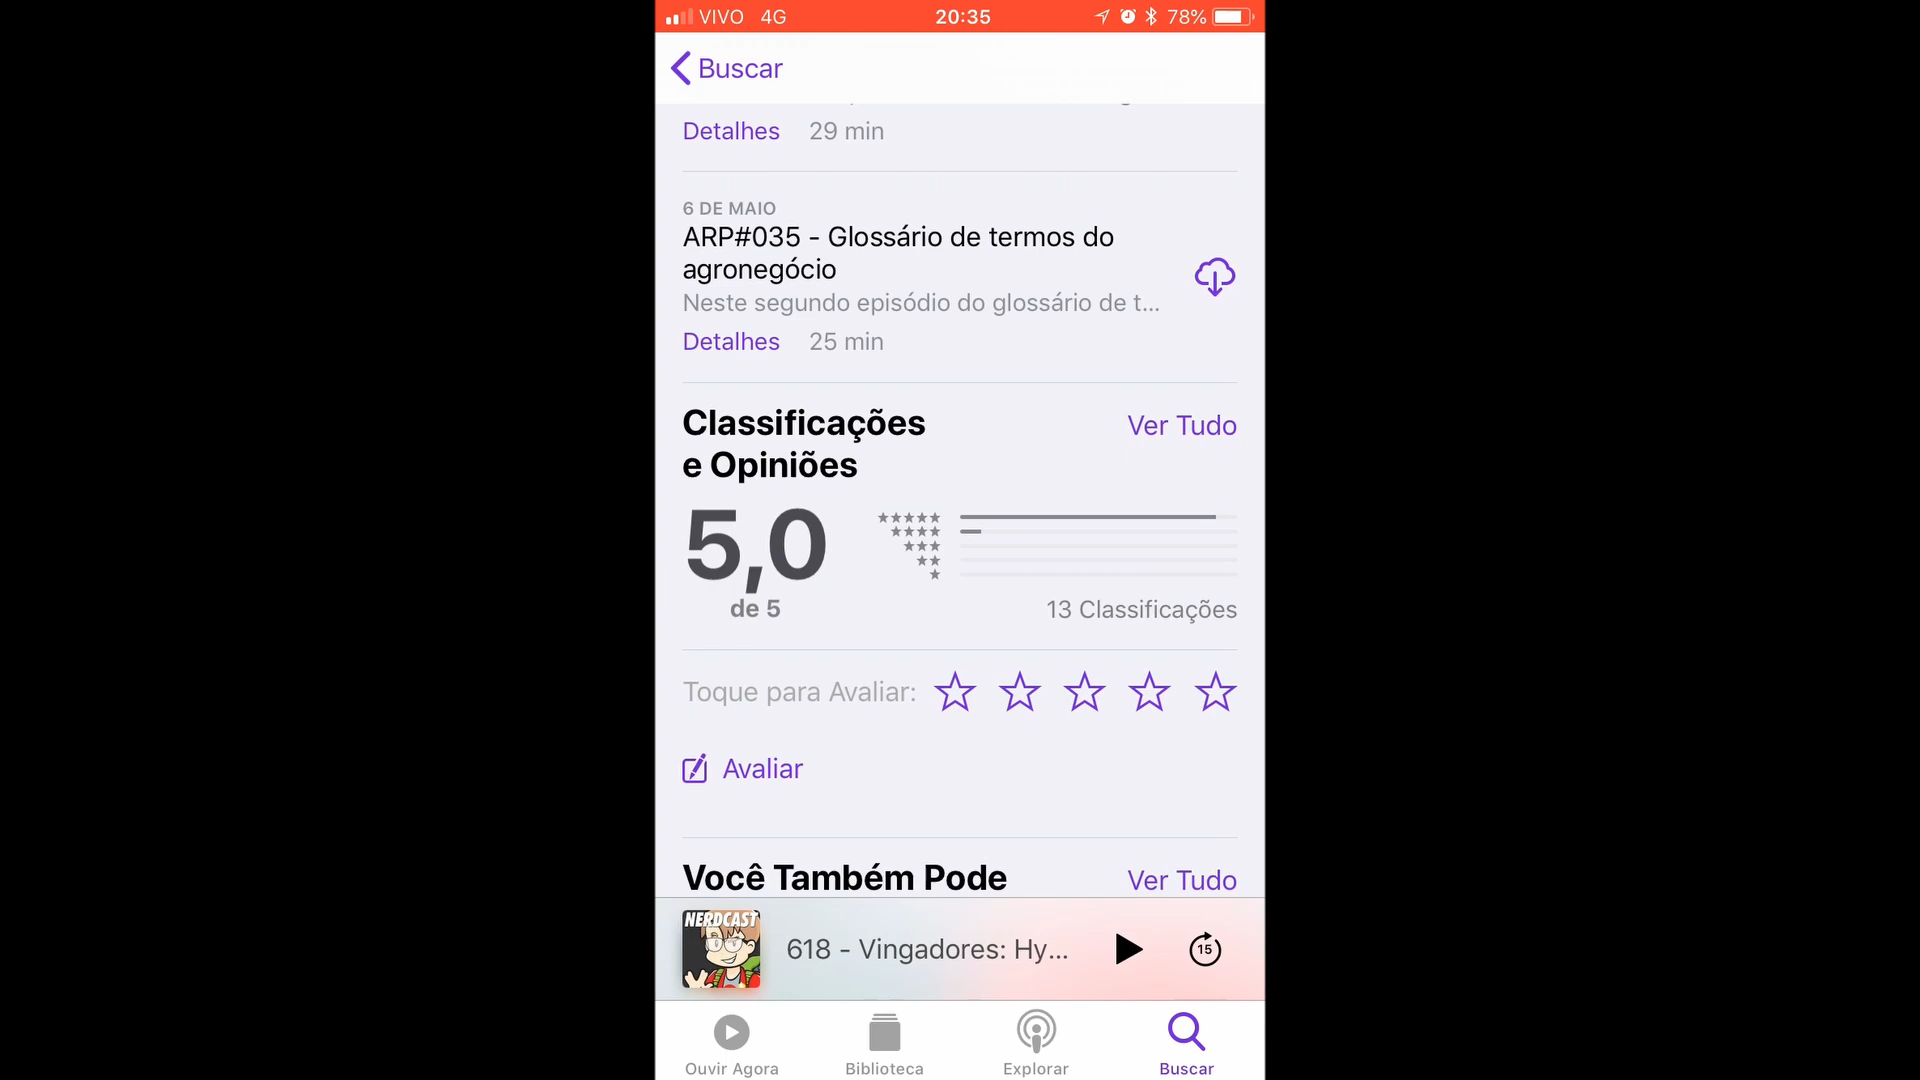 VIVO 4G 20:35 78%
Buscar
Detalhes 29 min
6 DE MAIO
ARP#035 - Glossário de termos do
agronegócio
Neste segundo episódio do glossário de t...
Detalhes 25 min
Classificações Ver Tudo
e Opiniões
5,0
de 5
13 Classificações
Toque para Avaliar:
Avaliar
Você Também Pode Ver Tudo
NERDCAST
618 - Vingadores: Hy...
15
Ouvir Agora Biblioteca Explorar Buscar